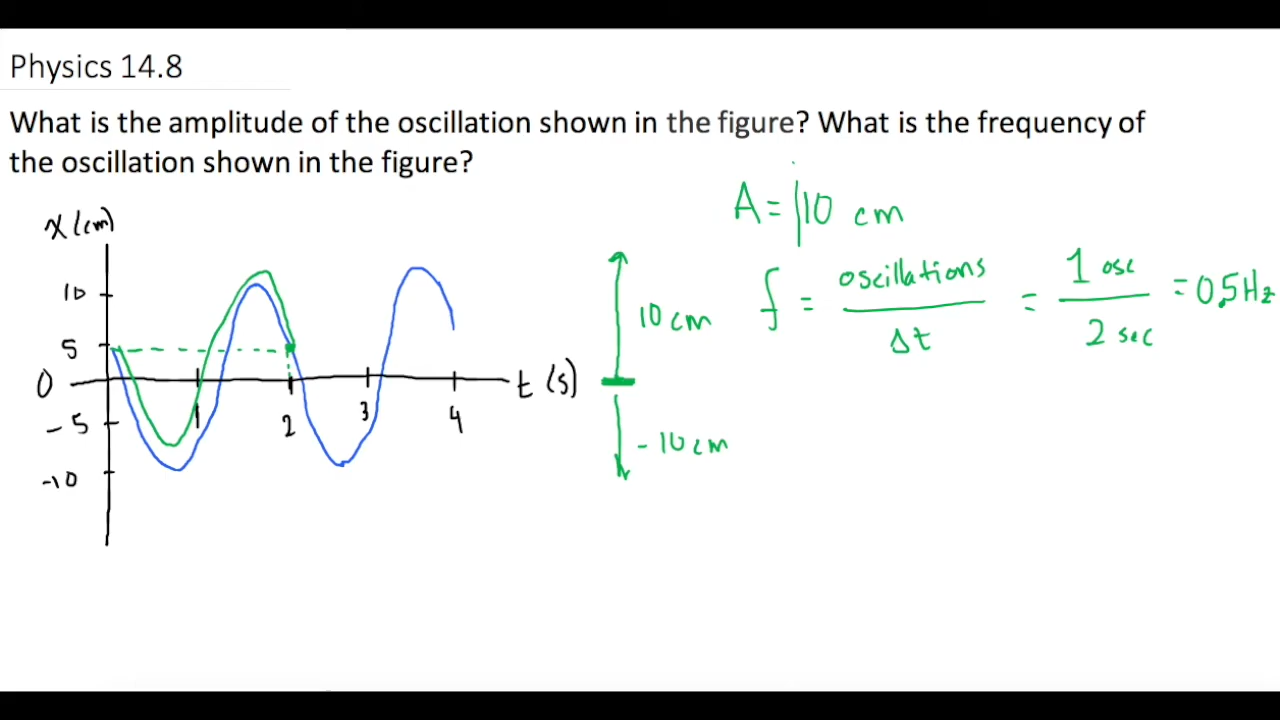 Physics 14.8
What is the amplitude of the oscillation shown in the figure? What is the frequency of
the oscillation shown in the figure?
x (cm)
10
5
0
-5
-10
1
2
3
4
t (s)
10 cm
-10 cm
A = |10 cm
f = oscillations / Δt = 1 osc / 2 sec = 0.5 Hz